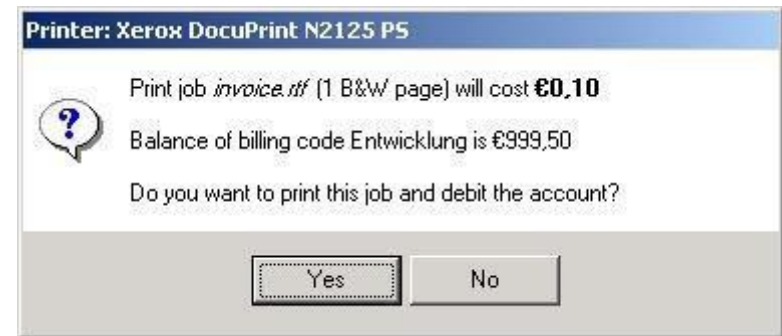 Printer: Xerox DocuPrint N2125 PS
Print job invoice.rtf (1 B&W page) will cost €0,10
Balance of billing code Entwicklung is €999,50
Do you want to print this job and debit the account?
Yes
No